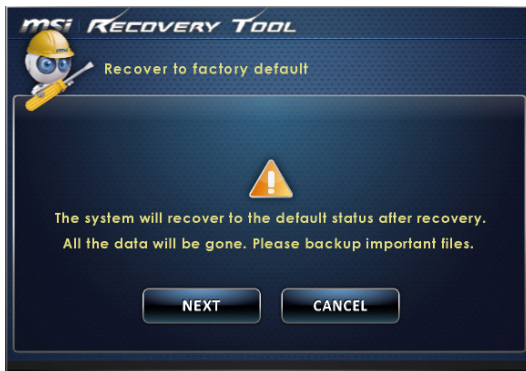 msi RECOVERY TOOL
Recover to factory default
The system will recover to the default status after recovery.
All the data will be gone. Please backup important files.
NEXT CANCEL